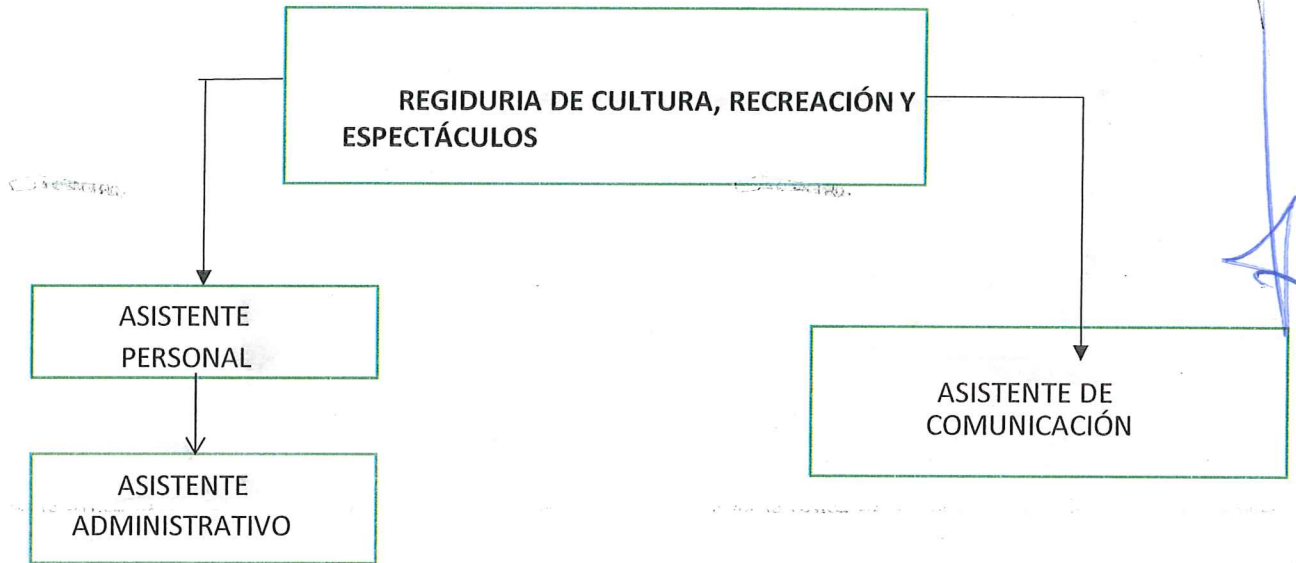 REGIDURIA DE CULTURA, RECREACIÓN Y
ESPECTÁCULOS
ASISTENTE
PERSONAL
ASISTENTE DE
COMUNICACIÓN
ASISTENTE
ADMINISTRATIVO